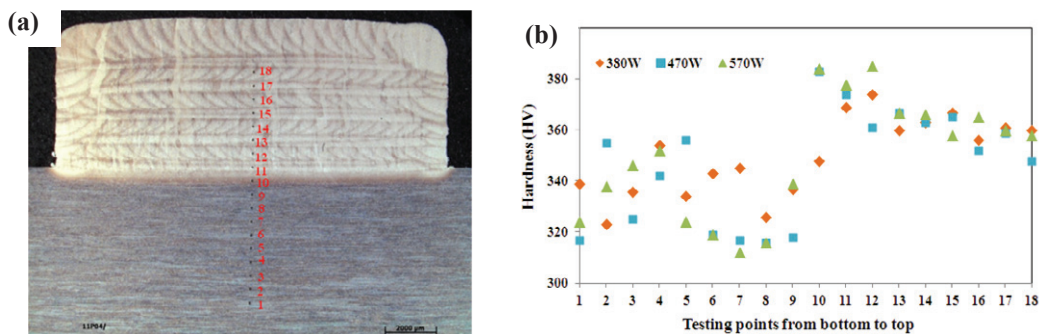 (a)
18
17
16
15
14
13
12
11
10
9
8
7
6
5
4
3
2
1
11P04/
2000 µm
(b)
380W 470W 570W
Hardness (HV)
380
360
340
320
300
1 2 3 4 5 6 7 8 9 10 11 12 13 14 15 16 17 18
Testing points from bottom to top